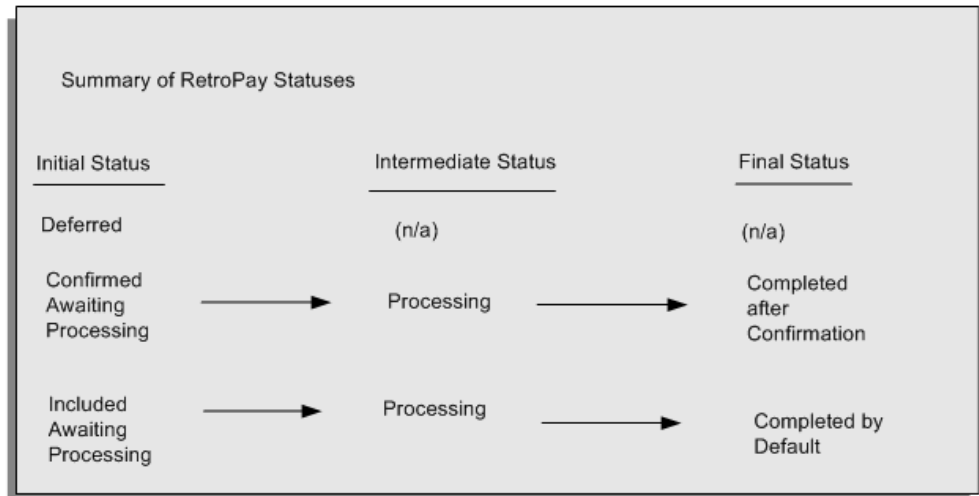 Summary of RetroPay Statuses
Initial Status
Intermediate Status
Final Status
Deferred
(n/a)
(n/a)
Confirmed
Awaiting
Processing
Processing
Completed
after
Confirmation
Included
Awaiting
Processing
Processing
Completed by
Default